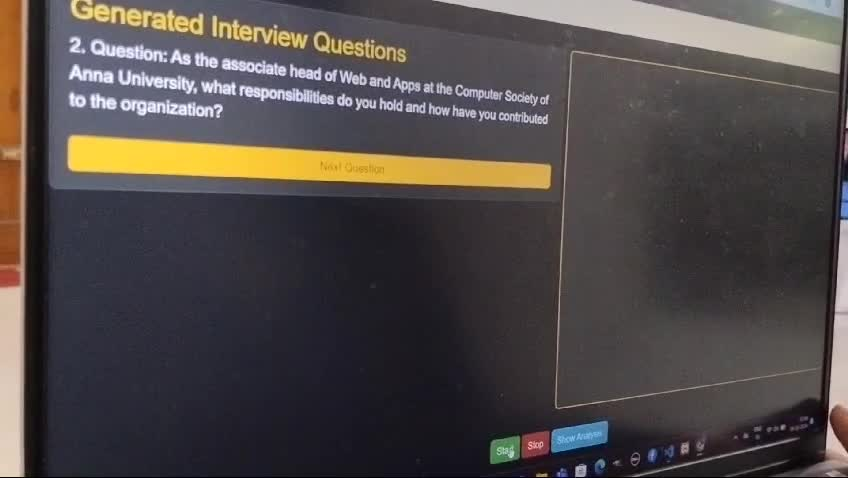 Generated Interview Questions
2. Question: As the associate head of Web and Apps at the Computer Society of
Anna University, what responsibilities do you hold and how have you contributed
to the organization?
Next Question
Start
Stop
Show Analysis